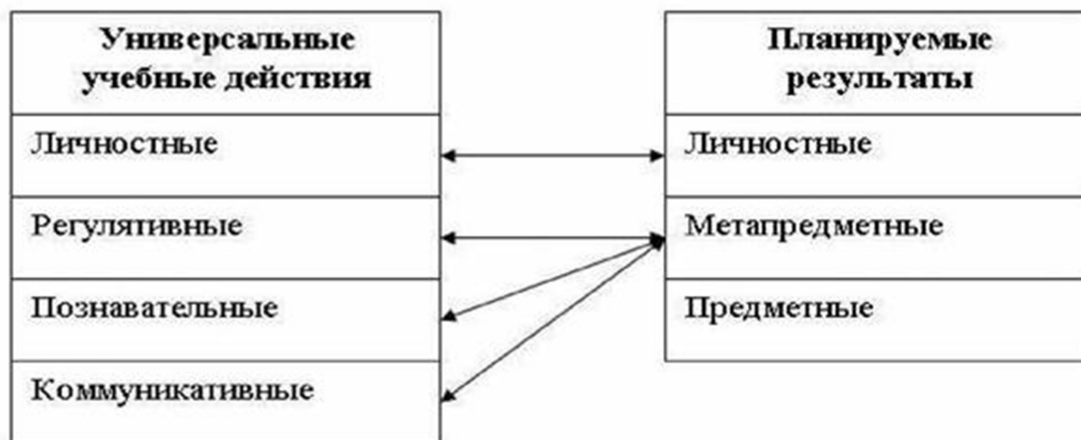 Универсальные
учебные действия
Личностные
Регулятивные
Познавательные
Коммуникативные
Планируемые
результаты
Личностные
Метапредметные
Предметные